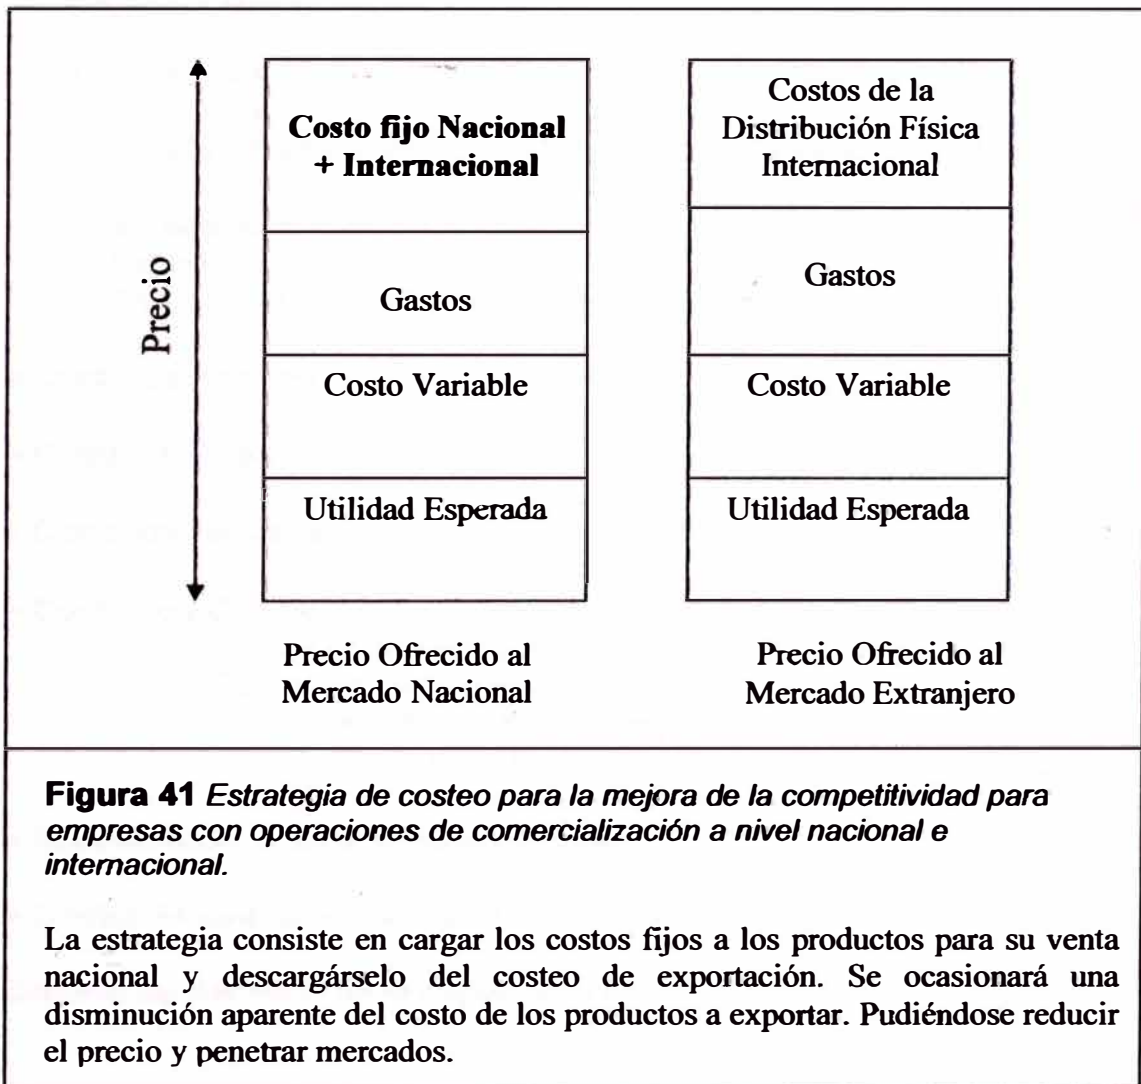 Precio
Costo fijo Nacional
+ Internacional
Gastos
Costo Variable
Utilidad Esperada
Precio Ofrecido al
Mercado Nacional
Costos de la
Distribución Física
Internacional
Gastos
Costo Variable
Utilidad Esperada
Precio Ofrecido al
Mercado Extranjero
Figura 41 Estrategia de costeo para la mejora de la competitividad para
empresas con operaciones de comercialización a nivel nacional e
internacional.
La estrategia consiste en cargar los costos fijos a los productos para su venta
nacional y descargárselo del costeo de exportación. Se ocasionará una
disminución aparente del costo de los productos a exportar. Pudiéndose reducir
el precio y penetrar mercados.